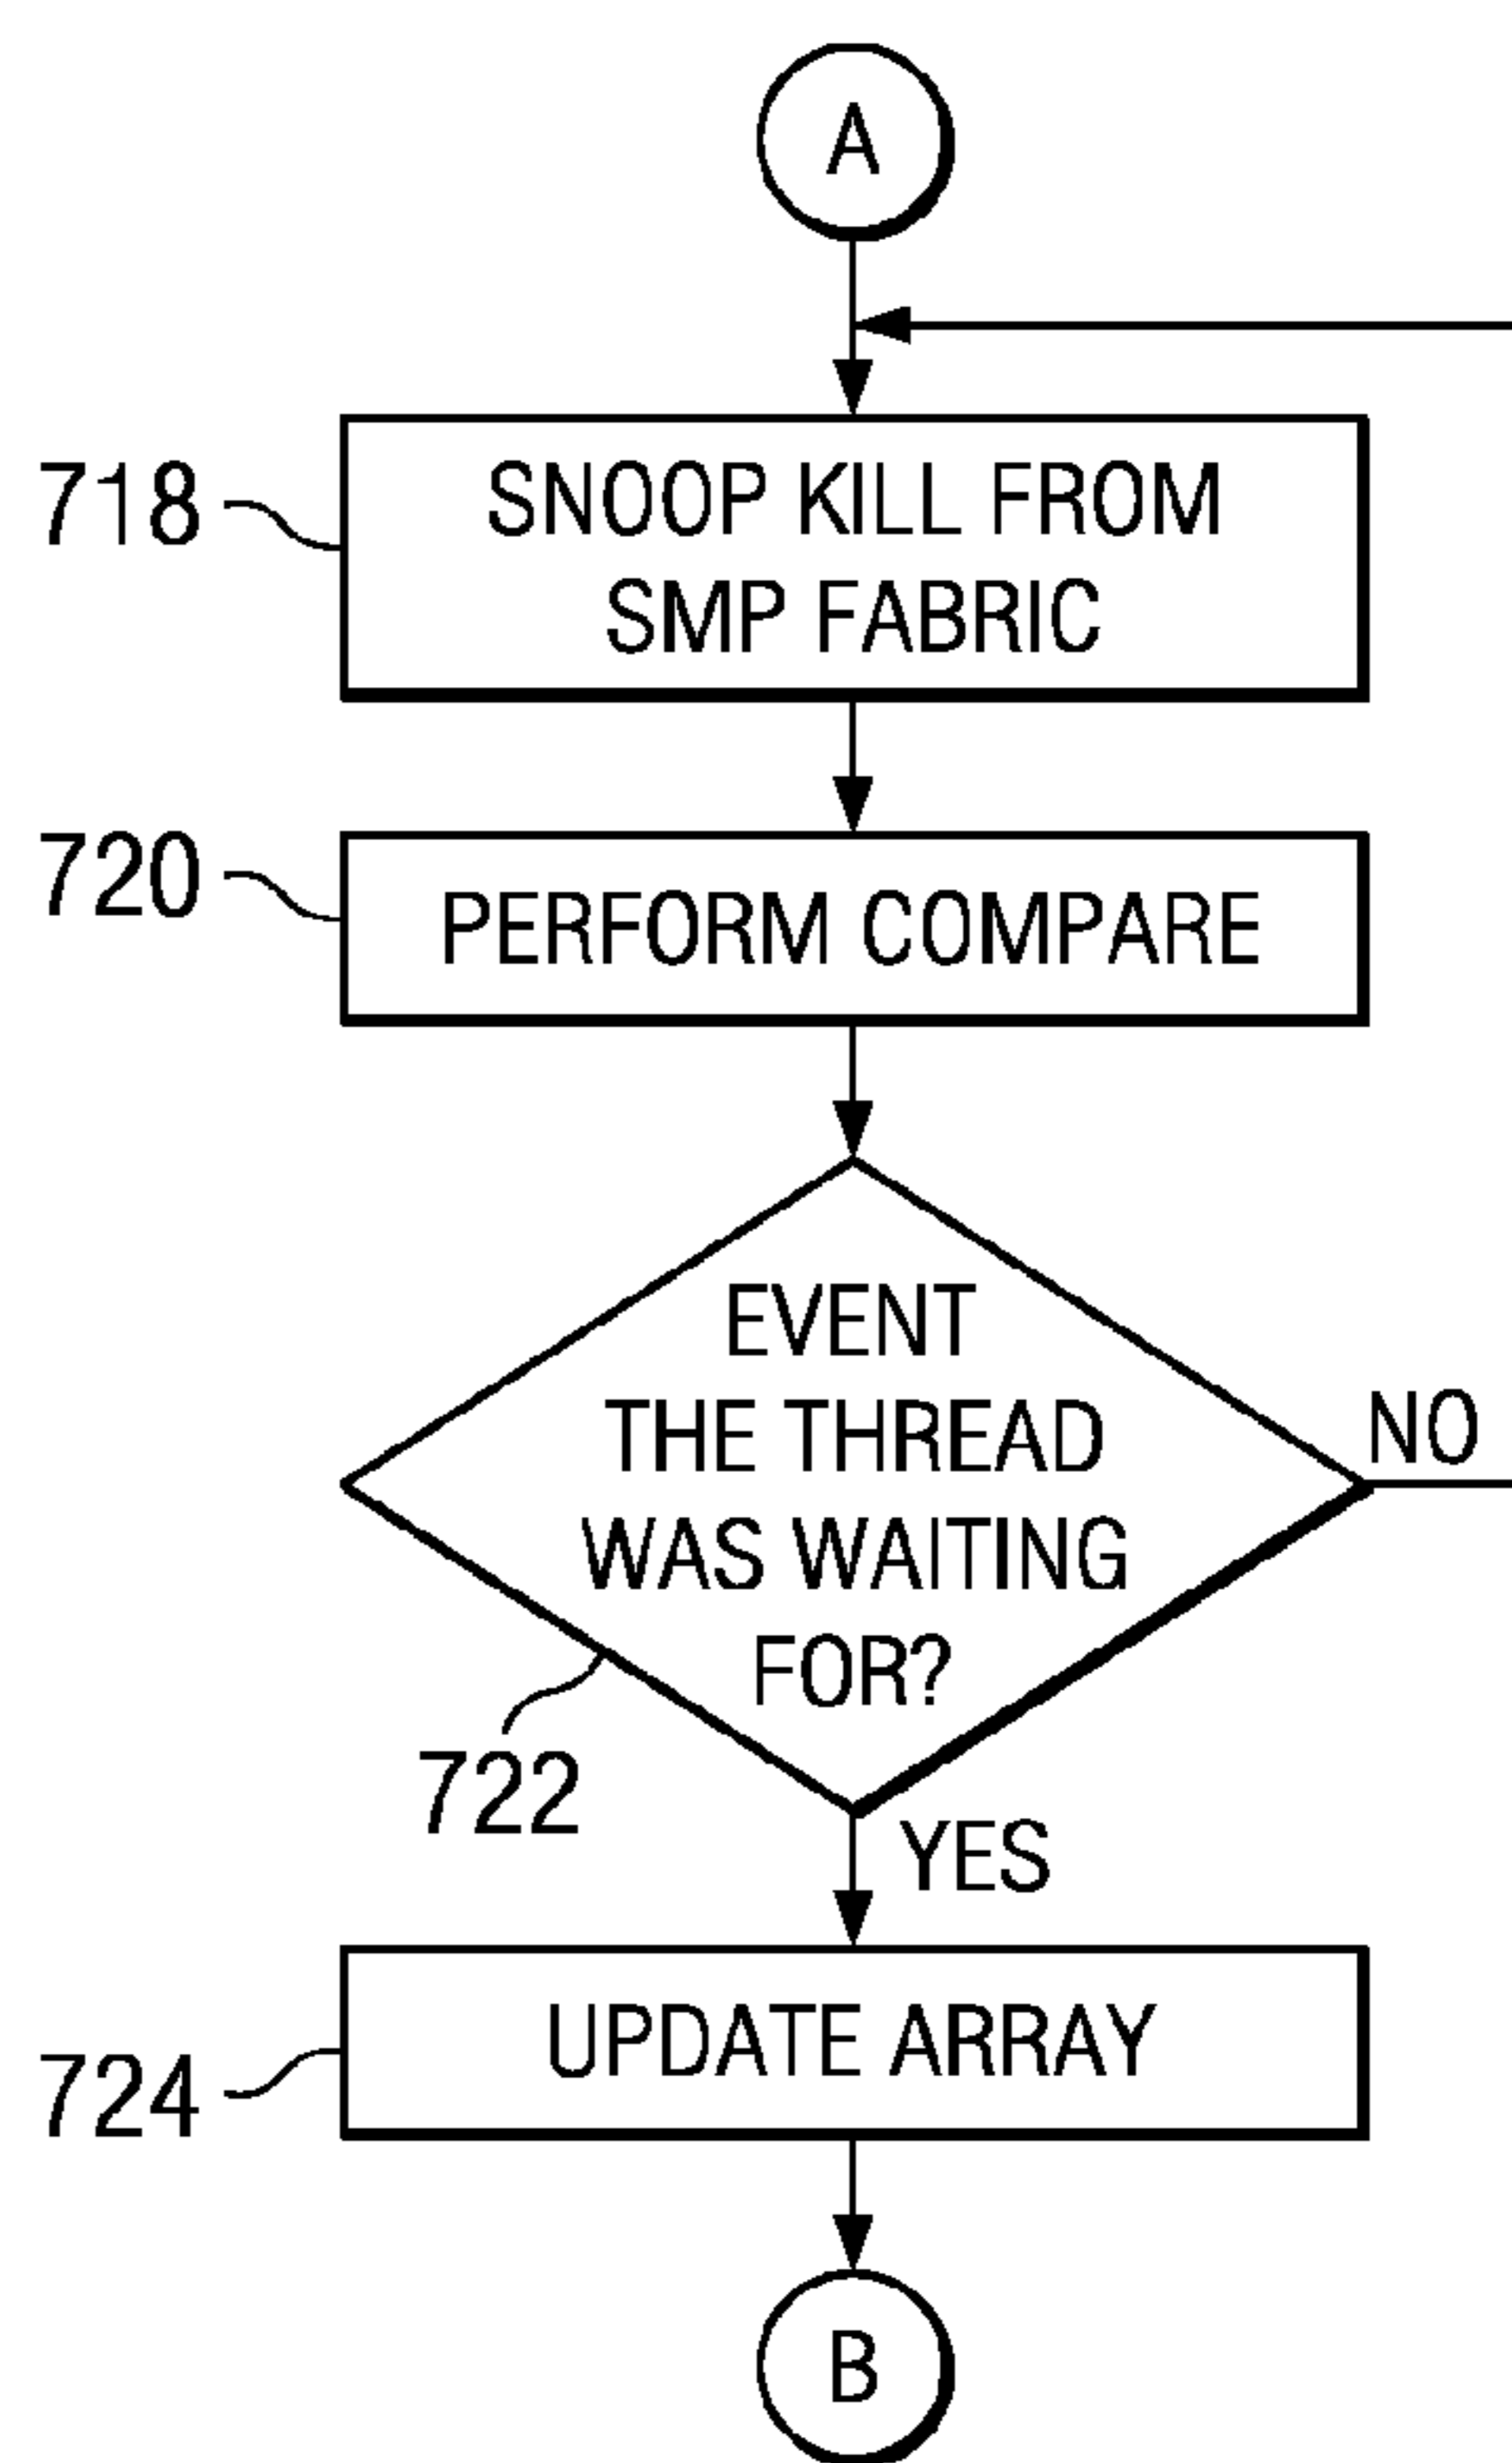 A
718
SNOOP KILL FROM
SMP FABRIC
720
PERFORM COMPARE
EVENT
THE THREAD
WAS WAITING
FOR?
NO
722
YES
724
UPDATE ARRAY
B